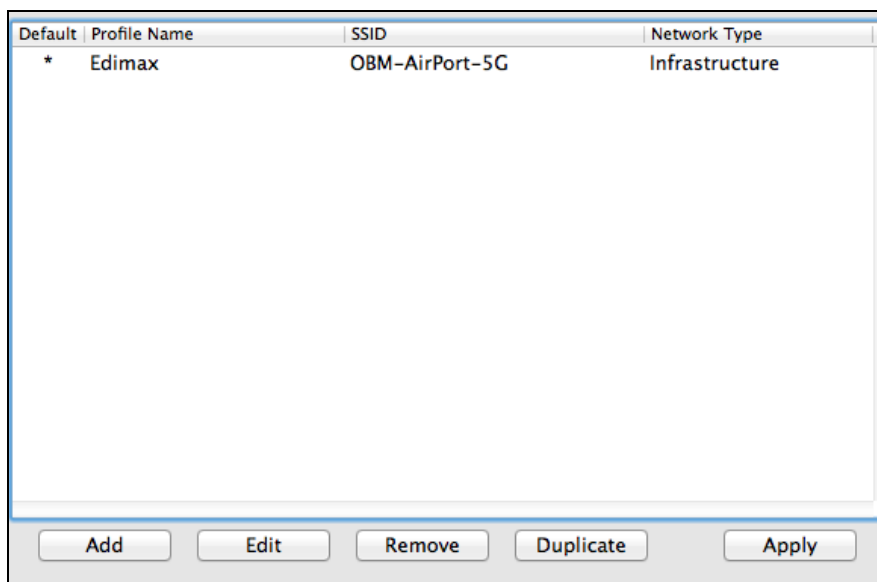 Default Profile Name SSID Network Type
* Edimax OBM-AirPort-5G Infrastructure
Add Edit Remove Duplicate Apply